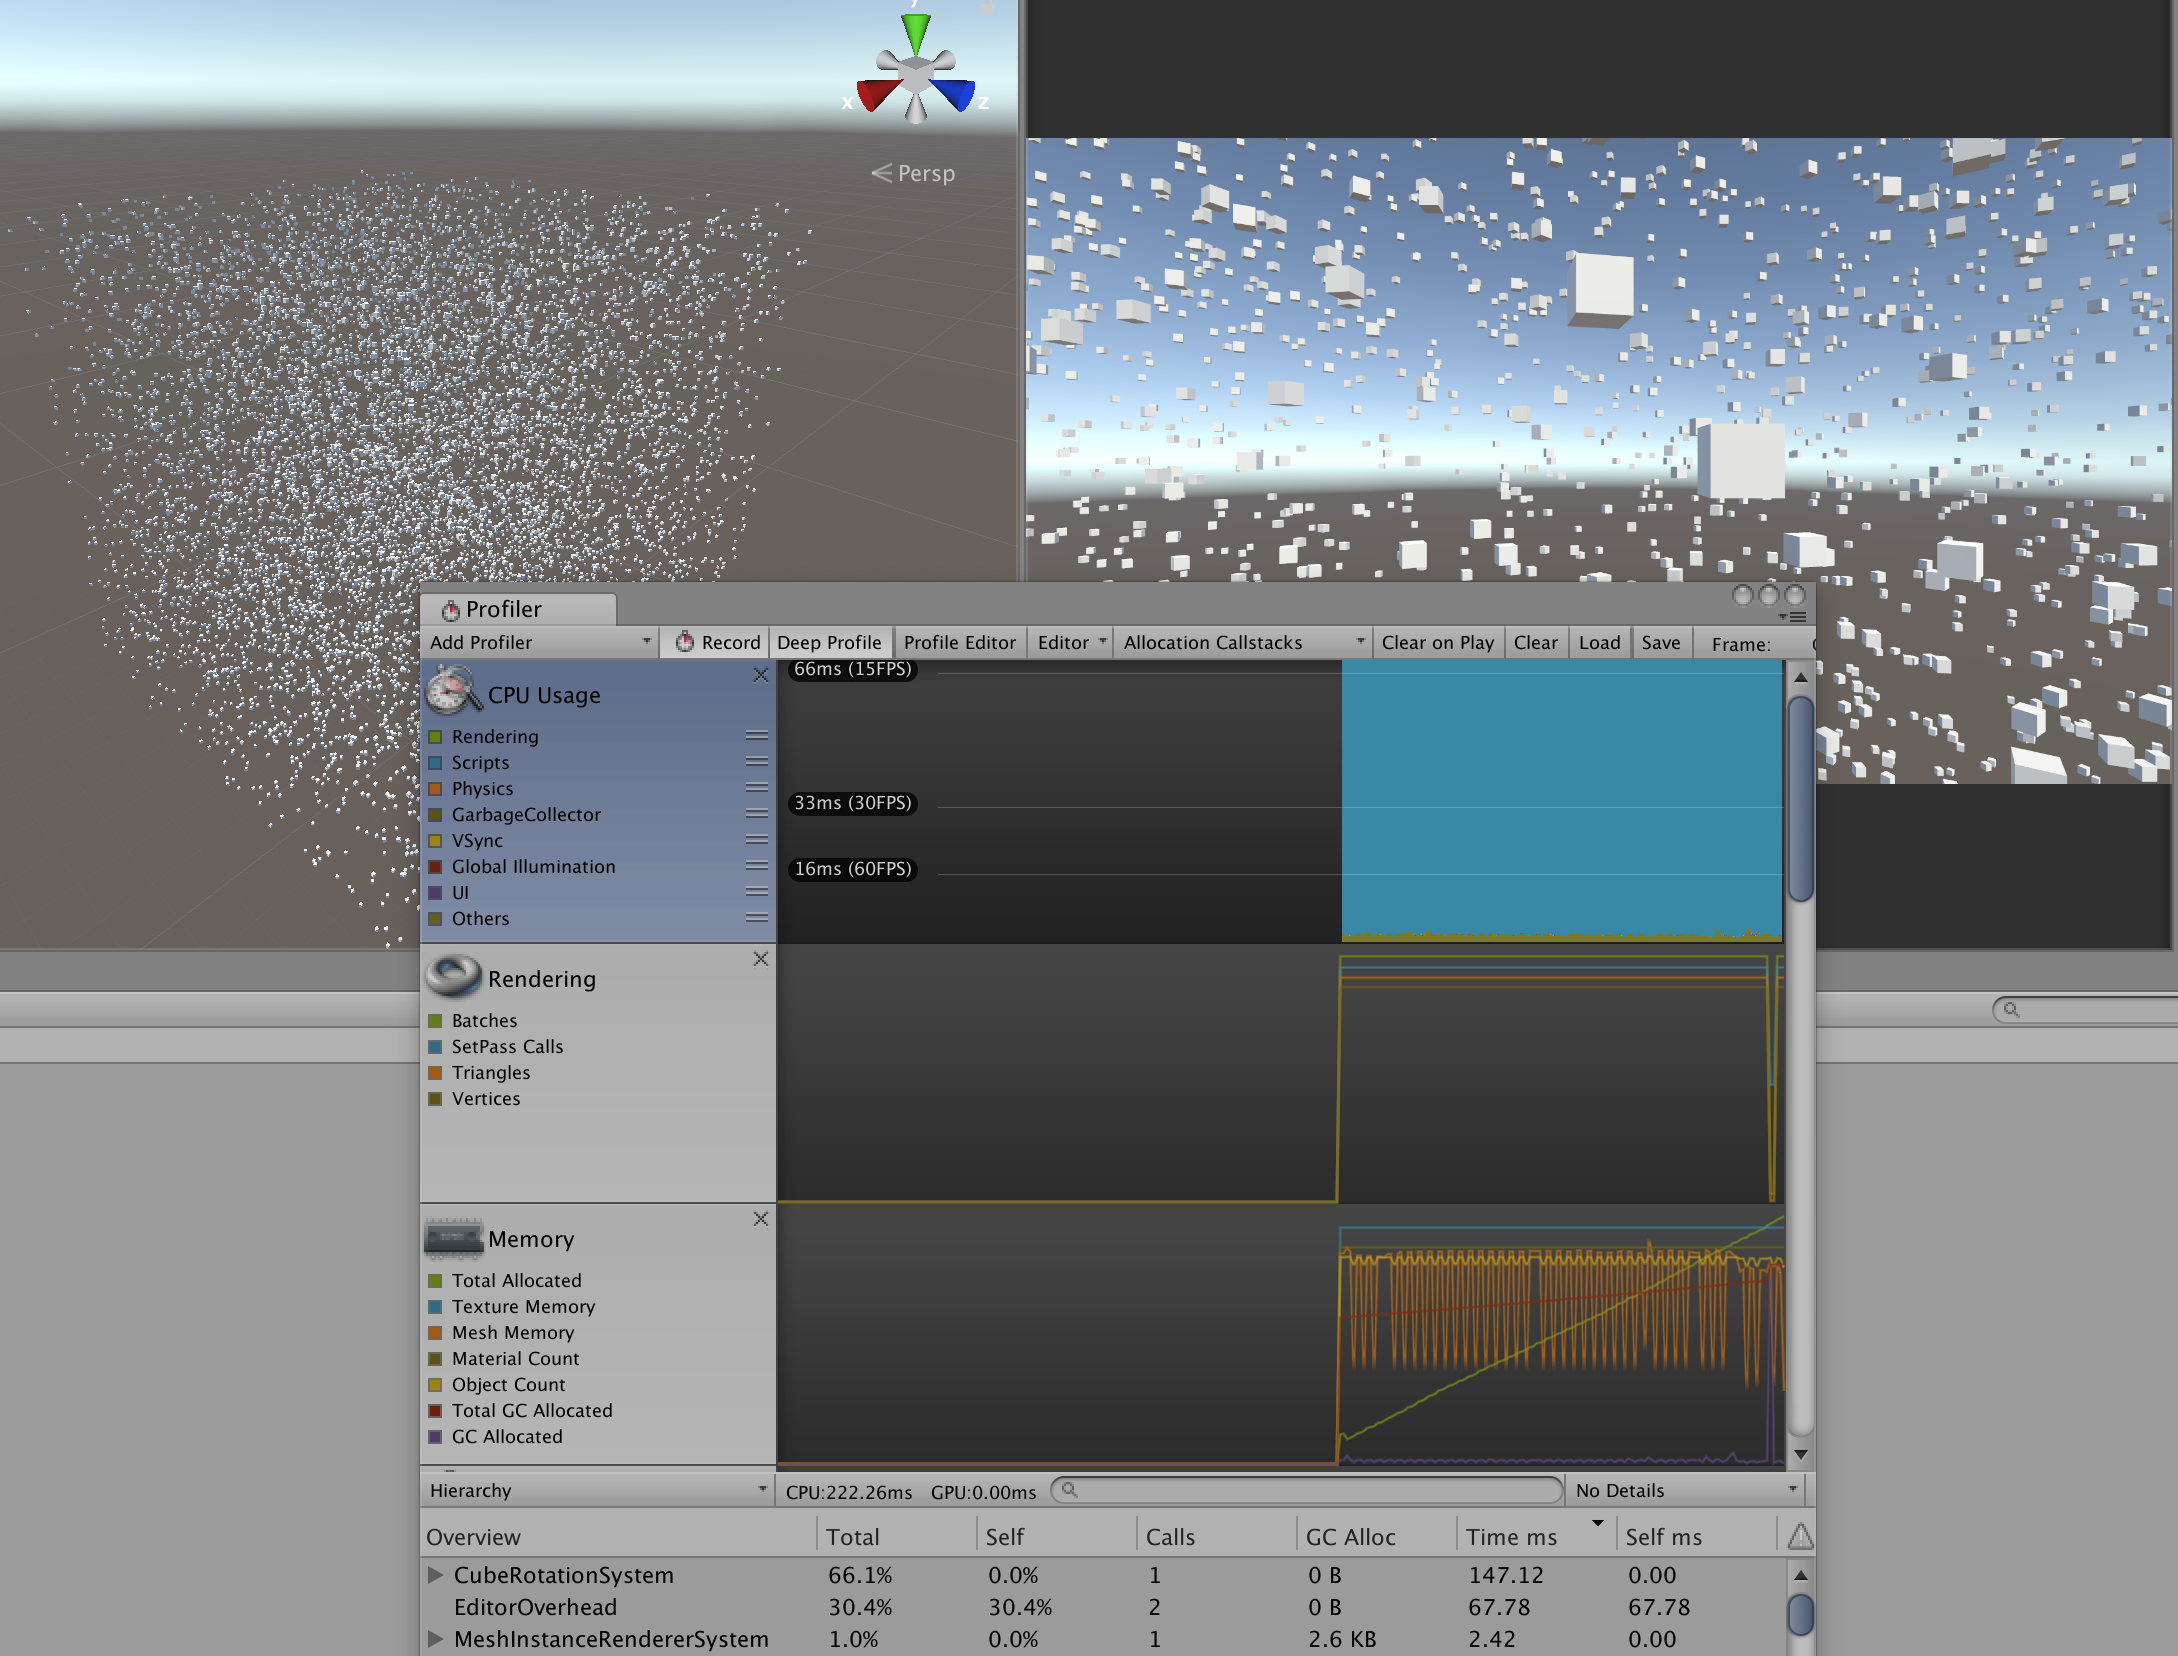 y
x
z
Persp
Profiler
Add Profiler Record Deep Profile Profile Editor Editor Allocation Callstacks Clear on Play Clear Load Save Frame:
CPU Usage
Rendering
Scripts
Physics
GarbageCollector
VSync
Global Illumination
UI
Others
66ms (15FPS)
33ms (30FPS)
16ms (60FPS)
Rendering
Batches
SetPass Calls
Triangles
Vertices
Memory
Total Allocated
Texture Memory
Mesh Memory
Material Count
Object Count
Total GC Allocated
GC Allocated
Hierarchy CPU:222.26ms GPU:0.00ms No Details
Overview Total Self Calls GC Alloc Time ms Self ms
CubeRotationSystem 66.1% 0.0% 1 0 B 147.12 0.00
EditorOverhead 30.4% 30.4% 2 0 B 67.78 67.78
MeshInstanceRendererSystem 1.0% 0.0% 1 2.6 KB 2.42 0.00